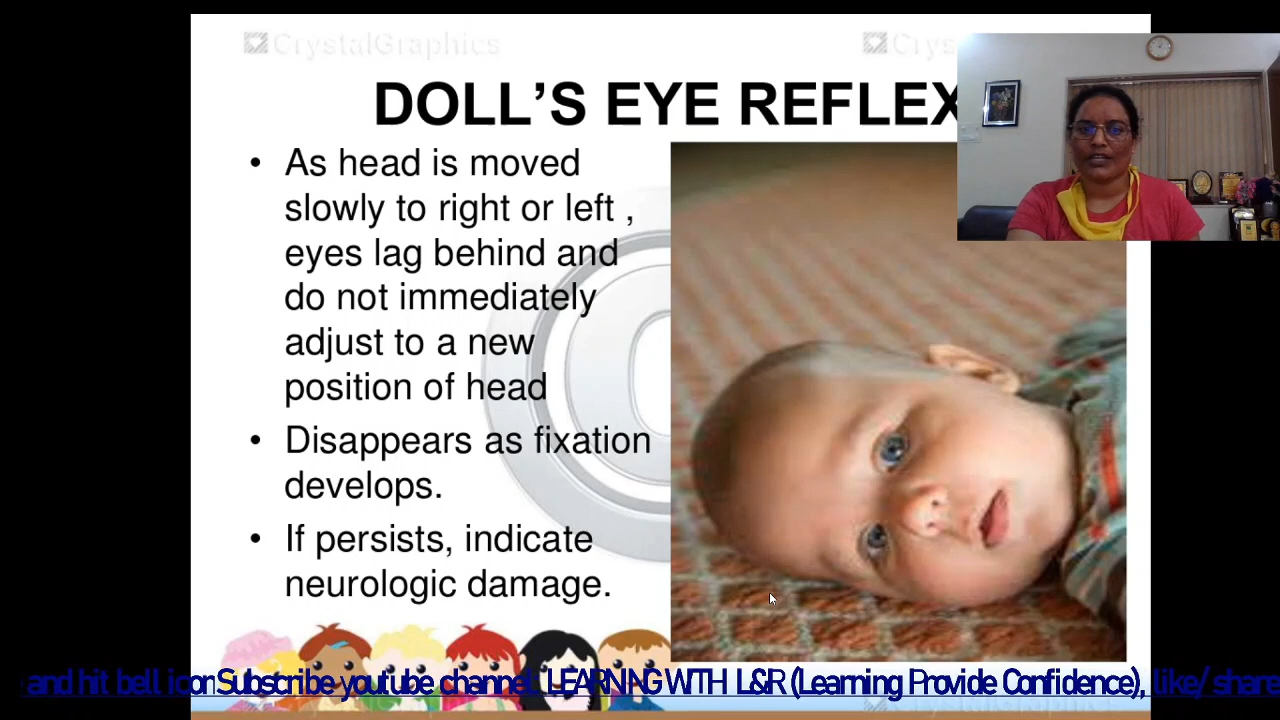 CrystalGraphics
Crys
DOLL'S EYE REFLEX
• As head is moved
slowly to right or left ,
eyes lag behind and
do not immediately
adjust to a new
position of head
• Disappears as fixation
develops.
• If persists, indicate
neurologic damage.
and hit bell icon Subscribe youtube channel LEARNING WITH L&R (Learning Provide Confidence), like/ share